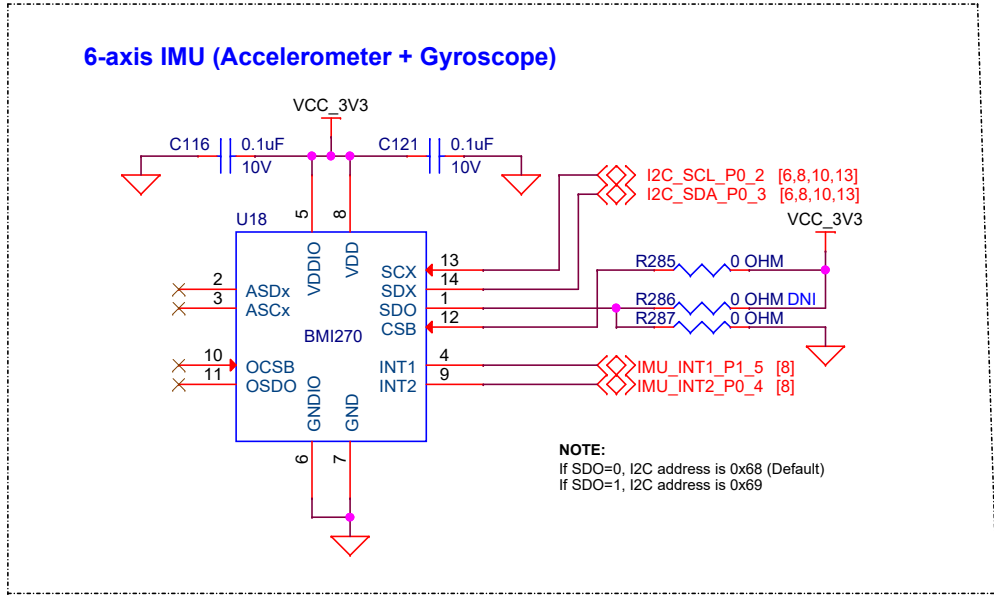 6-axis IMU (Accelerometer + Gyroscope)
VCC_3V3
C116 0.1uF 10V
C121 0.1uF 10V
I2C_SCL_P0_2 [6,8,10,13]
I2C_SDA_P0_3 [6,8,10,13]
VCC_3V3
U18
5 VDDIO
8 VDD
2 ASDx
3 ASCx
10 OCSB
11 OSDO
BMI270
SCX 13
SDX 14
SDO 1
CSB 12
INT1 4
INT2 9
GNDIO 6
GND 7
R285 0 OHM
R286 0 OHM DNI
R287 0 OHM
IMU_INT1_P1_5 [8]
IMU_INT2_P0_4 [8]
NOTE:
If SDO=0, I2C address is 0x68 (Default)
If SDO=1, I2C address is 0x69